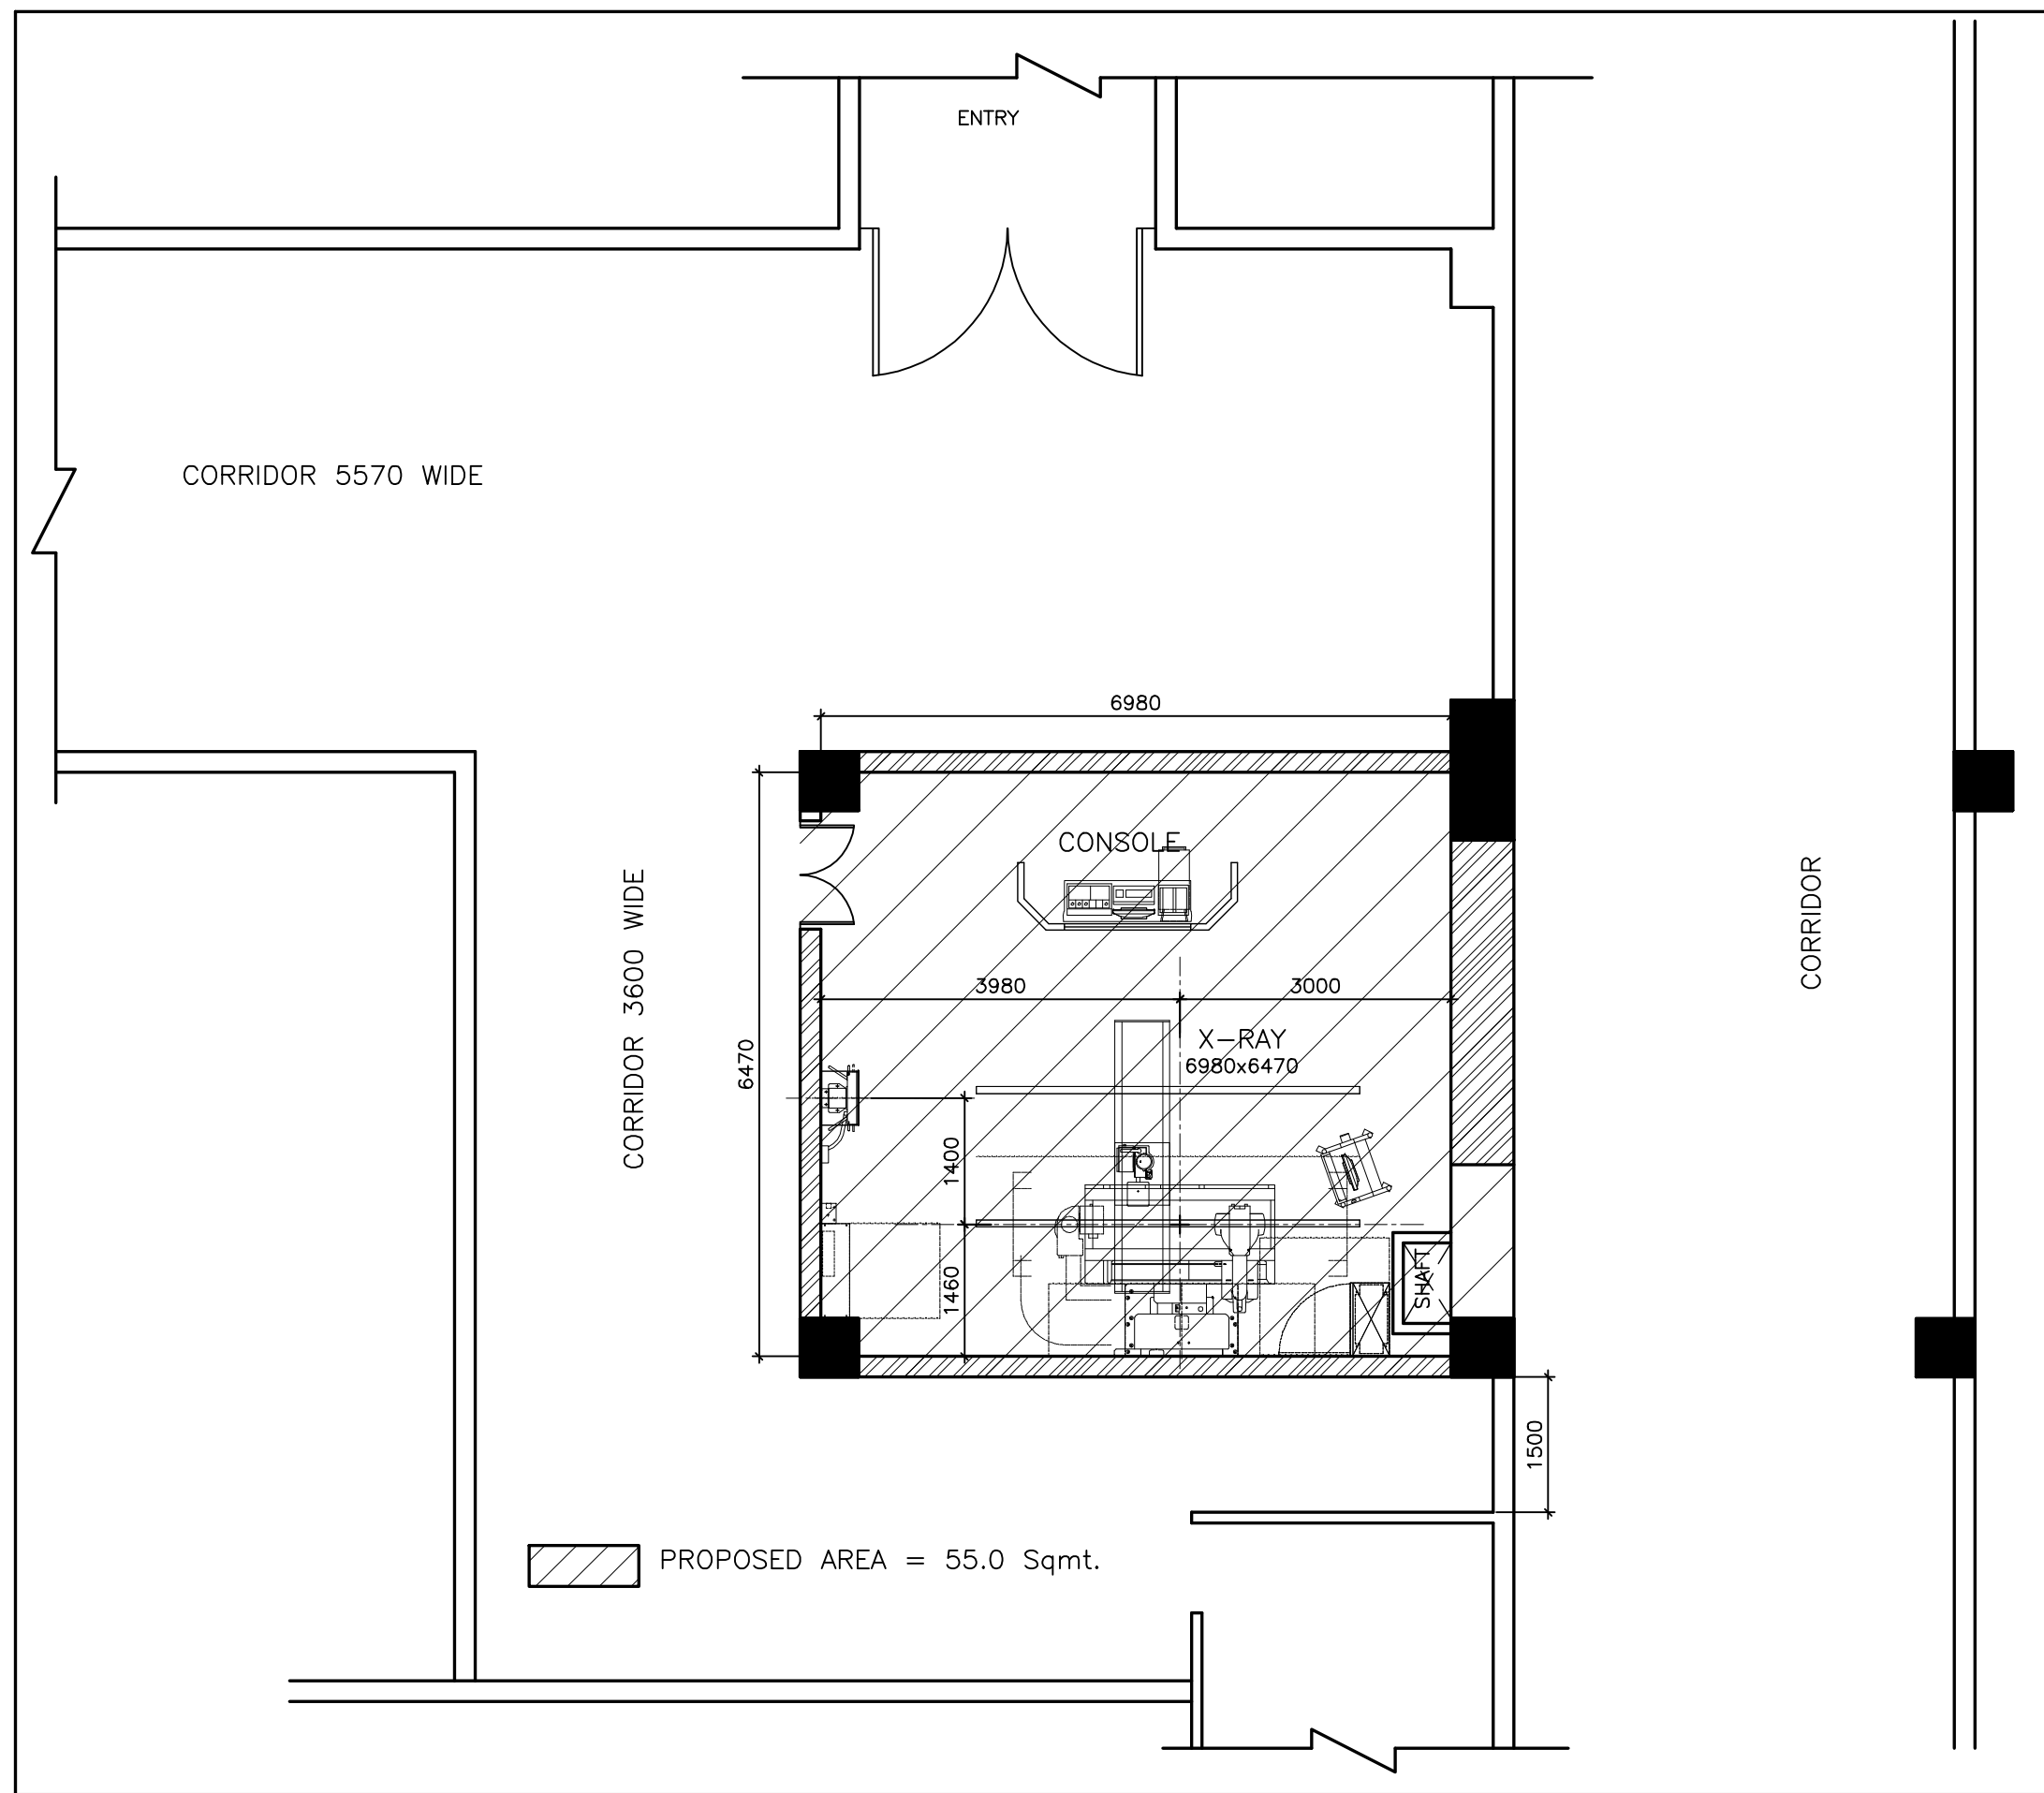 ENTRY
CORRIDOR 5570 WIDE
6980
CONSOLE
CORRIDOR 3600 WIDE
CORRIDOR
3980
3000
6470
X-RAY
6980x6470
1400
1460
SHAFT
1500
PROPOSED AREA = 55.0 Sqmt.